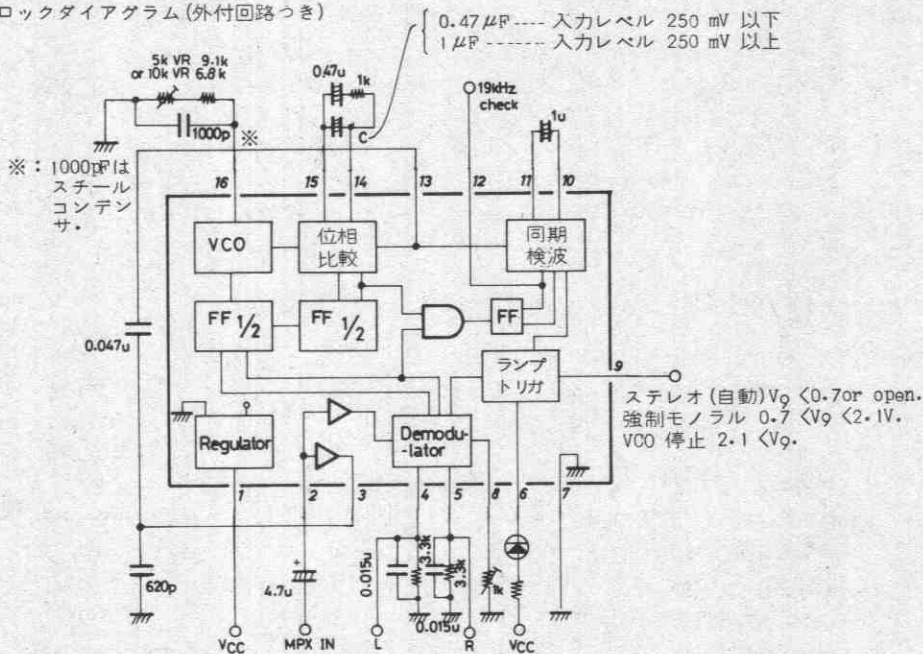 ロックダイアグラム(外付回路つき)
0.47μF---- 入力レベル 250 mV 以下
1μF------ 入力レベル 250 mV 以上
5k VR 9.1k
or 10k VR 6.8k
1000p
※
0.47u
1k
C
19kHz
check
1u
※：1000pFは
スチール
コンデン
サ.
16
15
14
13
12
11
10
VCO
位相
比較
同期
検波
FF 1/2
FF 1/2
FF
0.047u
ランプ
トリガ
9
ステレオ(自動)V9 <0.7or open.
強制モノラル 0.7 <V9 <2.1V.
VCO 停止 2.1 <V9.
Regulator
Demodu-
-lator
1
2
3
4
5
8
6
7
620p
+
4.7u
0.015u
3.3k
3.3k
0.015u
1k
VCC
MPX IN
L
R
VCC